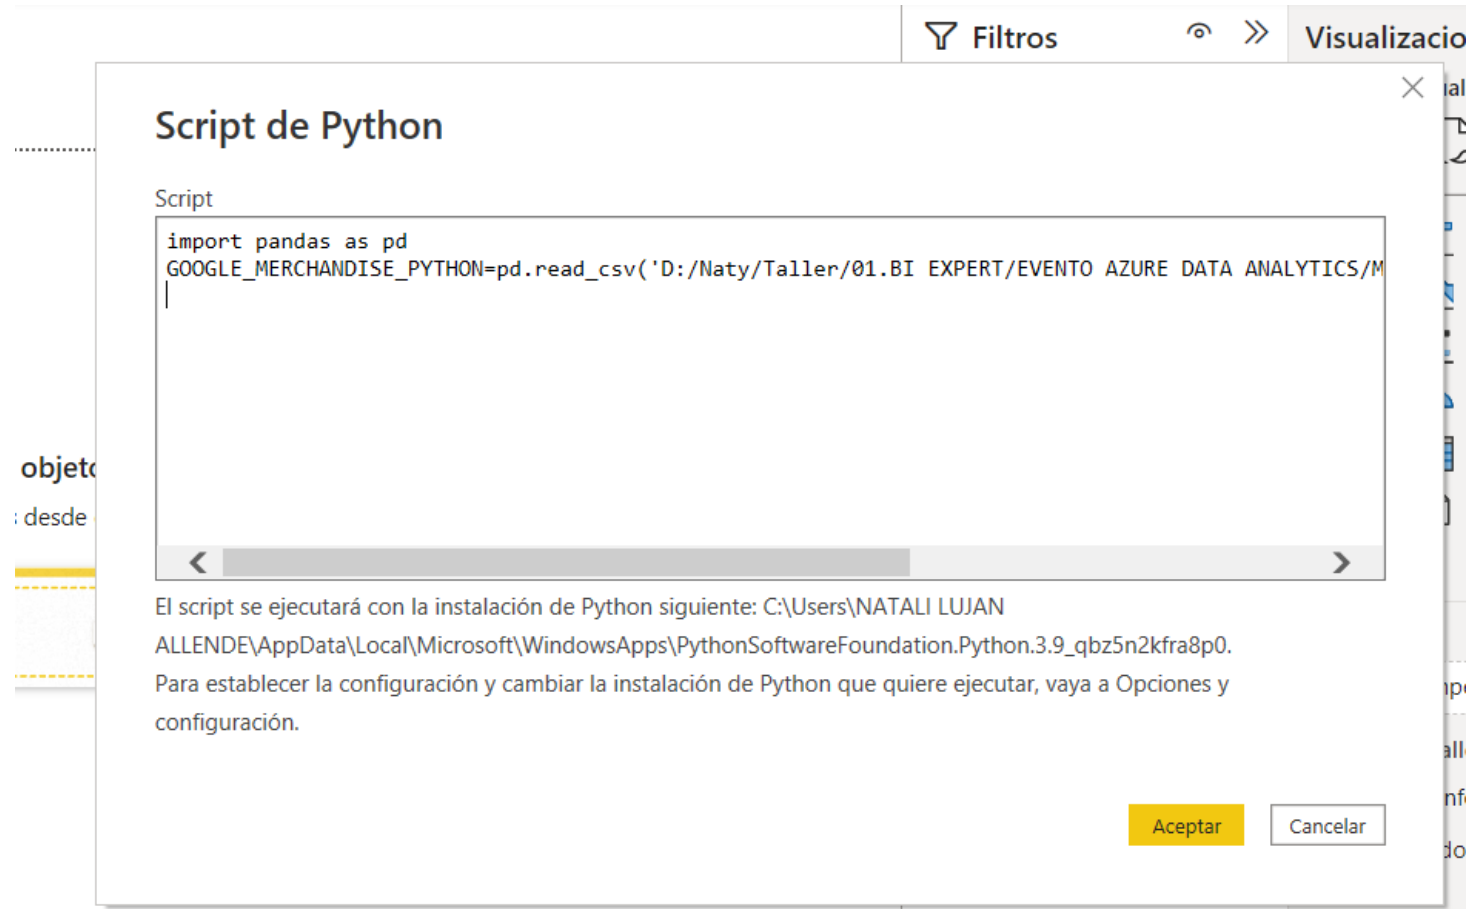 Filtros
Visualizacio
Script de Python
Script
import pandas as pd
GOOGLE_MERCHANDISE_PYTHON=pd.read_csv('D:/Naty/Taller/01.BI EXPERT/EVENTO AZURE DATA ANALYTICS/M
objeto
desde
El script se ejecutará con la instalación de Python siguiente: C:\Users\NATALI LUJAN
ALLENDE\AppData\Local\Microsoft\WindowsApps\PythonSoftwareFoundation.Python.3.9_qbz5n2kfra8p0.
Para establecer la configuración y cambiar la instalación de Python que quiere ejecutar, vaya a Opciones y
configuración.
Aceptar
Cancelar